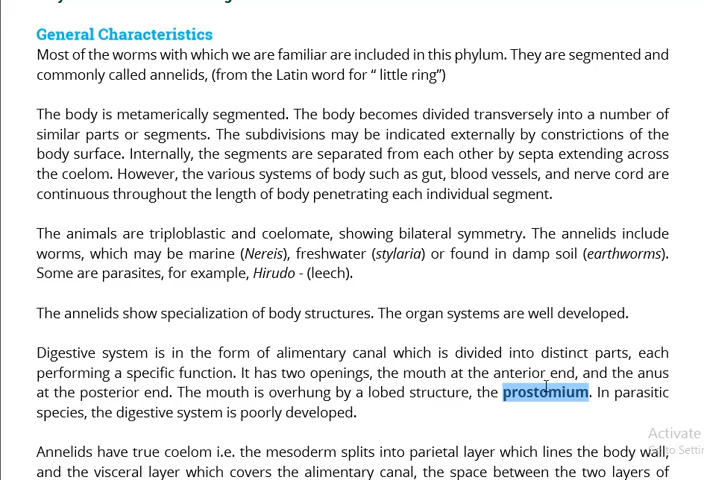 General Characteristics
Most of the worms with which we are familiar are included in this phylum. They are segmented and
commonly called annelids, (from the Latin word for “ little ring”)
The body is metamerically segmented. The body becomes divided transversely into a number of
similar parts or segments. The subdivisions may be indicated externally by constrictions of the
body surface. Internally, the segments are separated from each other by septa extending across
the coelom. However, the various systems of body such as gut, blood vessels, and nerve cord are
continuous throughout the length of body penetrating each individual segment.
The animals are triploblastic and coelomate, showing bilateral symmetry. The annelids include
worms, which may be marine (Nereis), freshwater (stylaria) or found in damp soil (earthworms).
Some are parasites, for example, Hirudo - (leech).
The annelids show specialization of body structures. The organ systems are well developed.
Digestive system is in the form of alimentary canal which is divided into distinct parts, each
performing a specific function. It has two openings, the mouth at the anterior end, and the anus
at the posterior end. The mouth is overhung by a lobed structure, the prostomium. In parasitic
species, the digestive system is poorly developed.
Annelids have true coelom i.e. the mesoderm splits into parietal layer which lines the body wall,
and the visceral layer which covers the alimentary canal, the space between the two layers of
Activate
to Setti